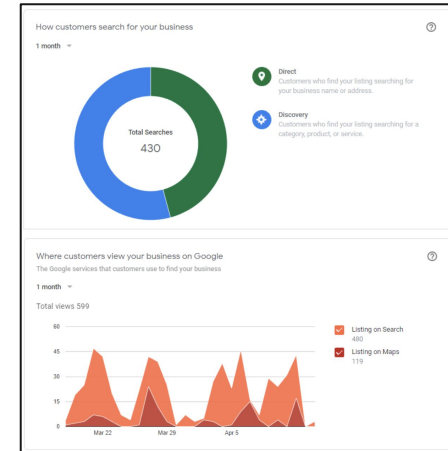 How customers search for your business
1 month
Direct
Customers who find your listing searching for
your business name or address.
Discovery
Customers who find your listing searching for a
category, product, or service.
Total Searches
430
Where customers view your business on Google
The Google services that customers use to find your business
1 month
Total views 599
60
45
30
15
0
Mar 22
Mar 29
Apr 5
Listing on Search
480
Listing on Maps
119